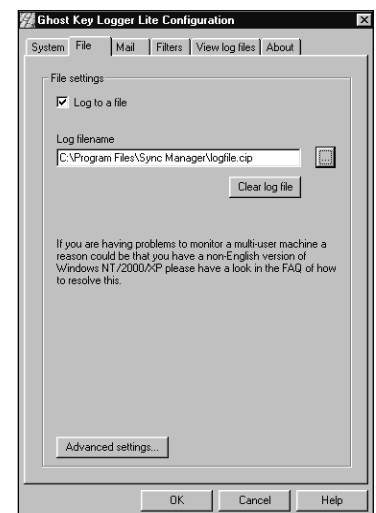 Ghost Key Logger Lite Configuration
System File Mail Filters View log files About
File settings
Log to a file
Log filename
C:\Program Files\Sync Manager\logfile.cip
...
Clear log file
If you are having problems to monitor a multi-user machine a
reason could be that you have a non-English version of
Windows NT/2000/XP please have a look in the FAQ of how
to resolve this.
Advanced settings...
OK Cancel Help